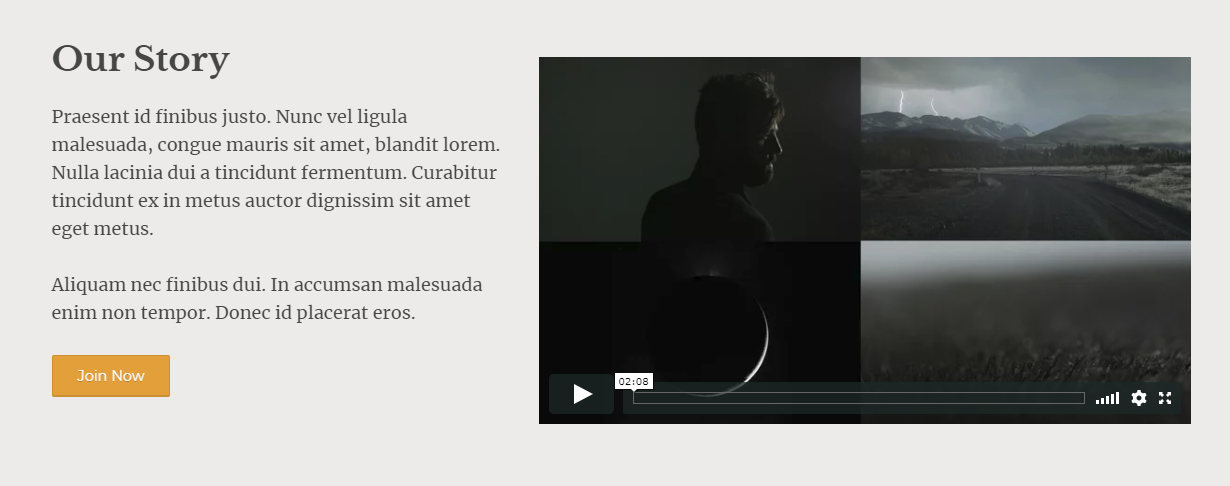 Our Story
Praesent id finibus justo. Nunc vel ligula
malesuada, congue mauris sit amet, blandit lorem.
Nulla lacinia dui a tincidunt fermentum. Curabitur
tincidunt ex in metus auctor dignissim sit amet
eget metus.
Aliquam nec finibus dui. In accumsan malesuada
enim non tempor. Donec id placerat eros.
Join Now
02:08